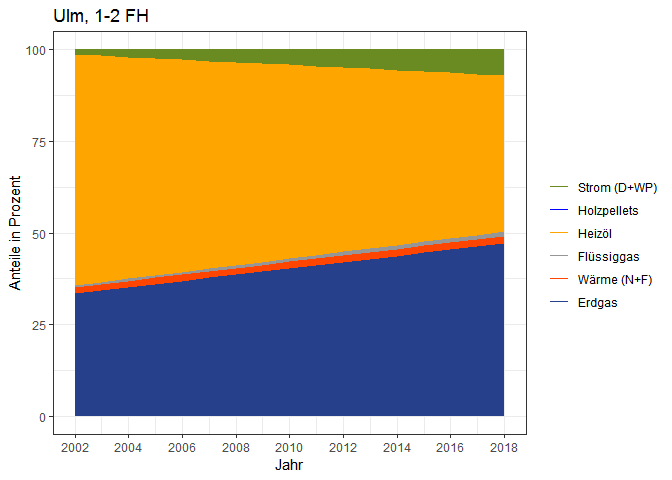 Ulm, 1-2 FH
100
75
50
25
0
Anteile in Prozent
2002 2004 2006 2008 2010 2012 2014 2016 2018
Jahr
Strom (D+WP)
Holzpellets
Heizöl
Flüssiggas
Wärme (N+F)
Erdgas